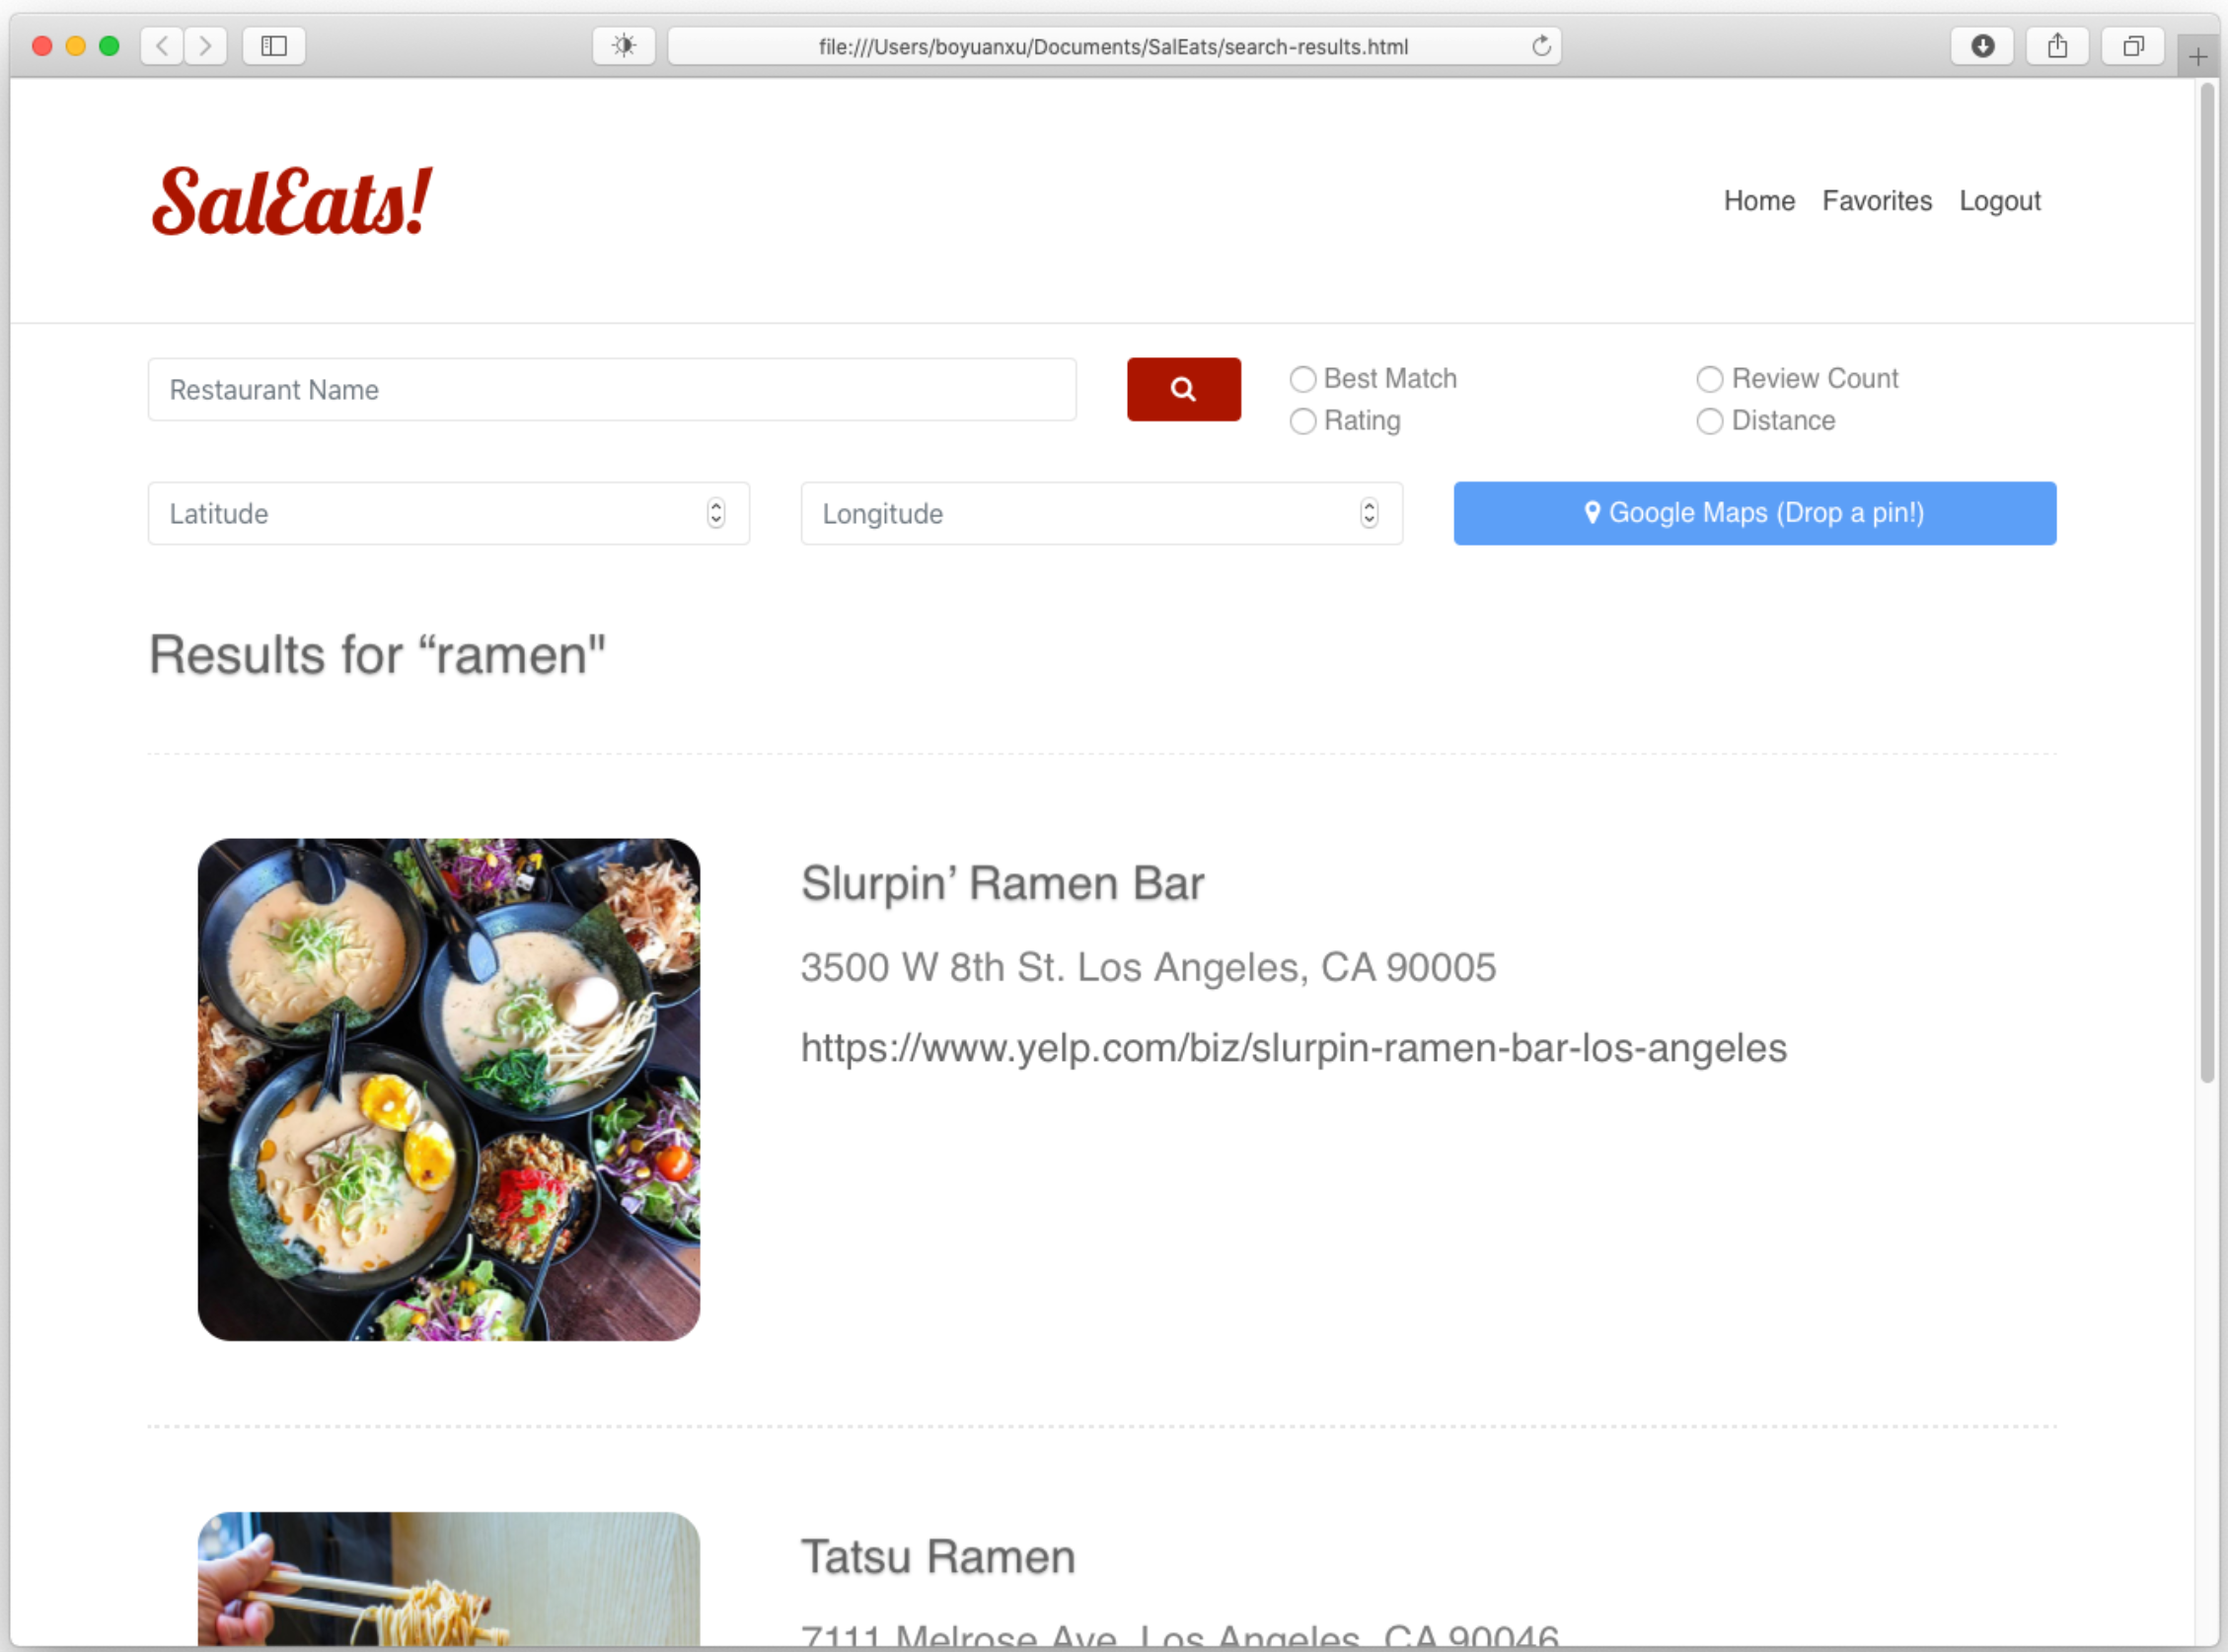 file:///Users/boyuanxu/Documents/SalEats/search-results.html
SalEats!
Home Favorites Logout
Restaurant Name
Best Match
Review Count
Rating
Distance
Latitude
Longitude
Google Maps (Drop a pin!)
Results for “ramen"
Slurpin’ Ramen Bar
3500 W 8th St. Los Angeles, CA 90005
https://www.yelp.com/biz/slurpin-ramen-bar-los-angeles
Tatsu Ramen
7111 Melrose Ave. Los Angeles, CA 90046